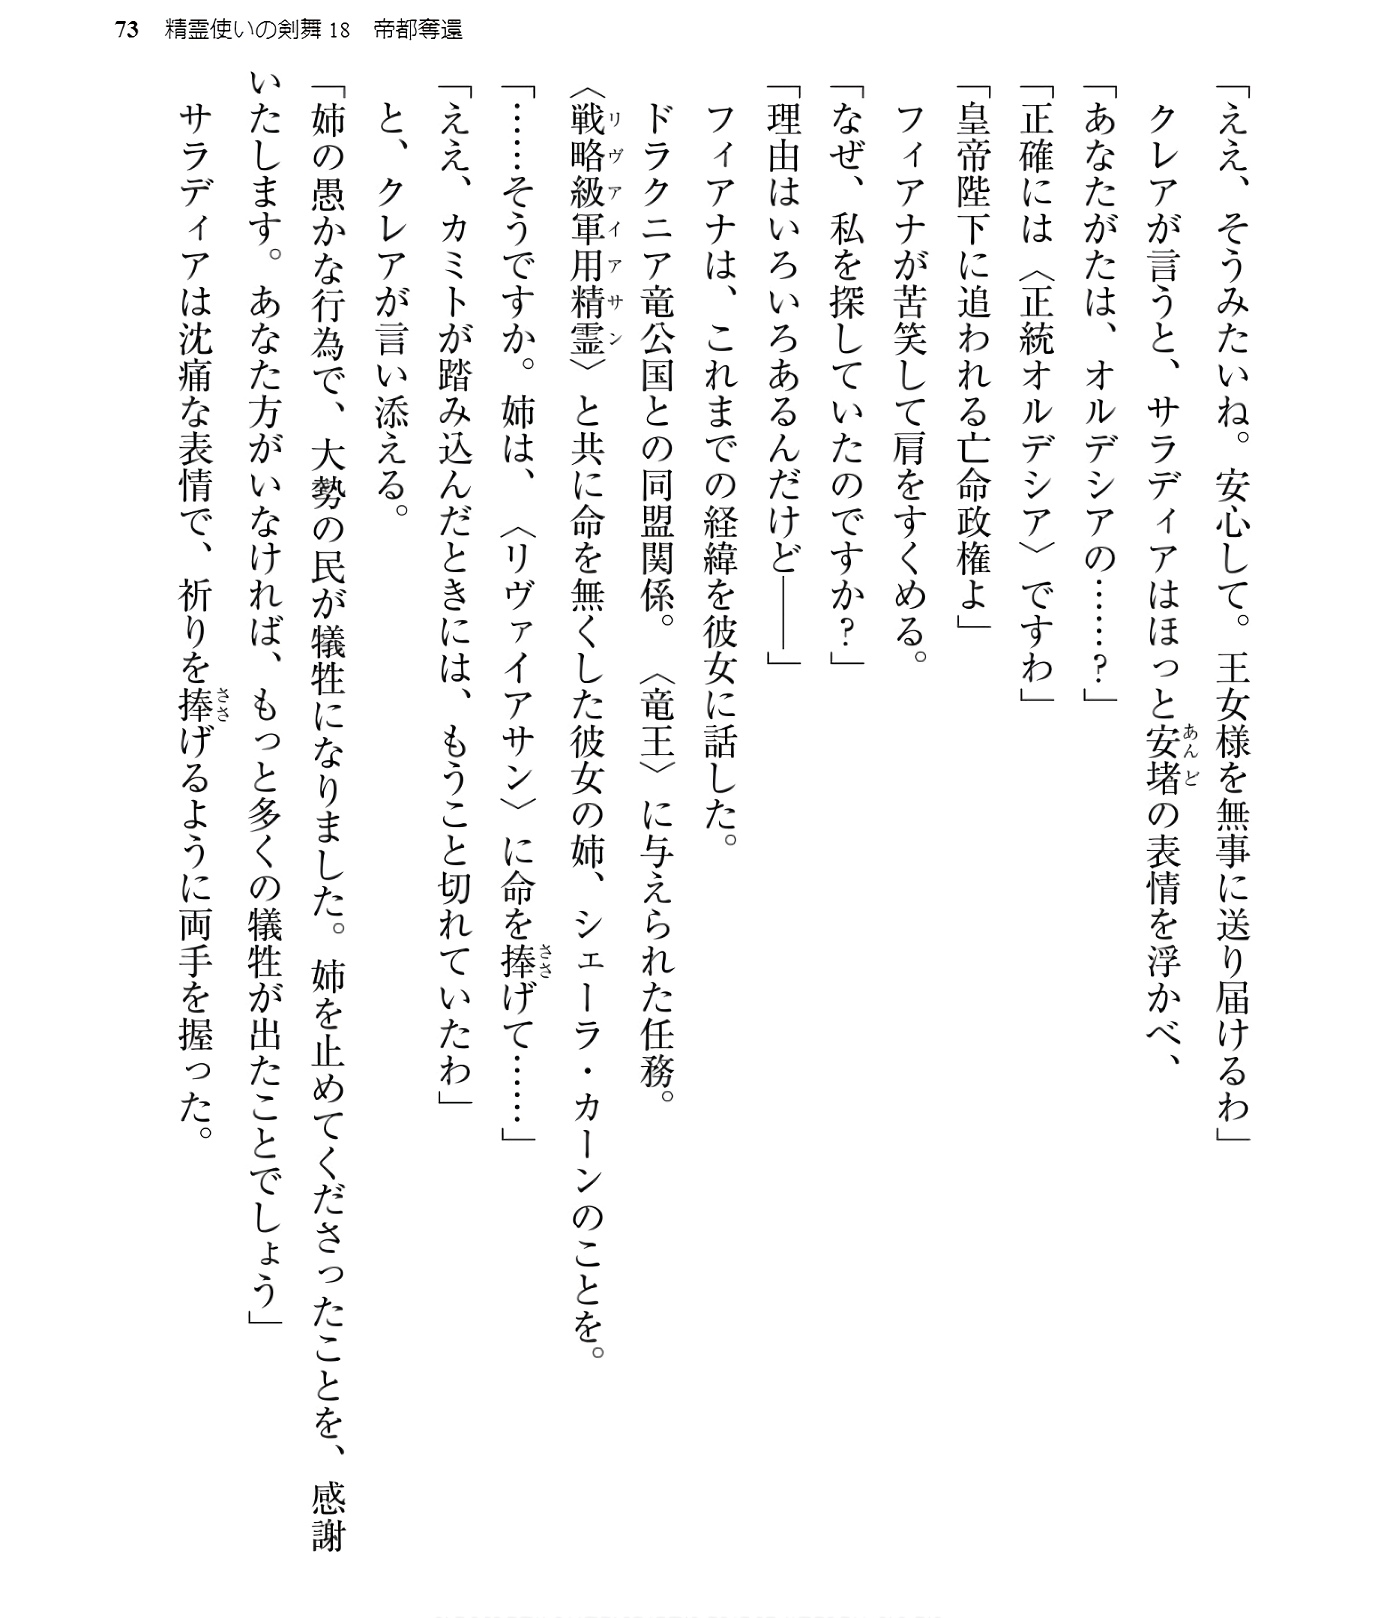 73 精霊使いの剣舞18 帝都奪還
「ええ、そうみたいね。安心して。王女様を無事に送り届けるわ」
クレアが言うと、サラディアはほっと安堵の表情を浮かべ、
「あなたがたは、オルデシアの……?」
「正確には〈正統オルデシア〉ですわ」
「皇帝陛下に追われる亡命政権よ」
フィアナが苦笑して肩をすくめる。
「なぜ、私を探していたのですか?」
「理由はいろいろあるんだけど――」
フィアナは、これまでの経緯を彼女に話した。
ドラクニア竜公国との同盟関係。〈竜王〉に与えられた任務。
〈戦略級軍用精霊〉と共に命を無くした彼女の姉、シェーラ・カーンのことを。
「……そうですか。姉は、〈リヴァイアサン〉に命を捧げて……」
「ええ、カミトが踏み込んだときには、もうこと切れていたわ」
と、クレアが言い添える。
「姉の愚かな行為で、大勢の民が犠牲になりました。姉を止めてくださったことを、感謝
いたします。あなた方がいなければ、もっと多くの犠牲が出たことでしょう」
サラディアは沈痛な表情で、祈りを捧げるように両手を握った。